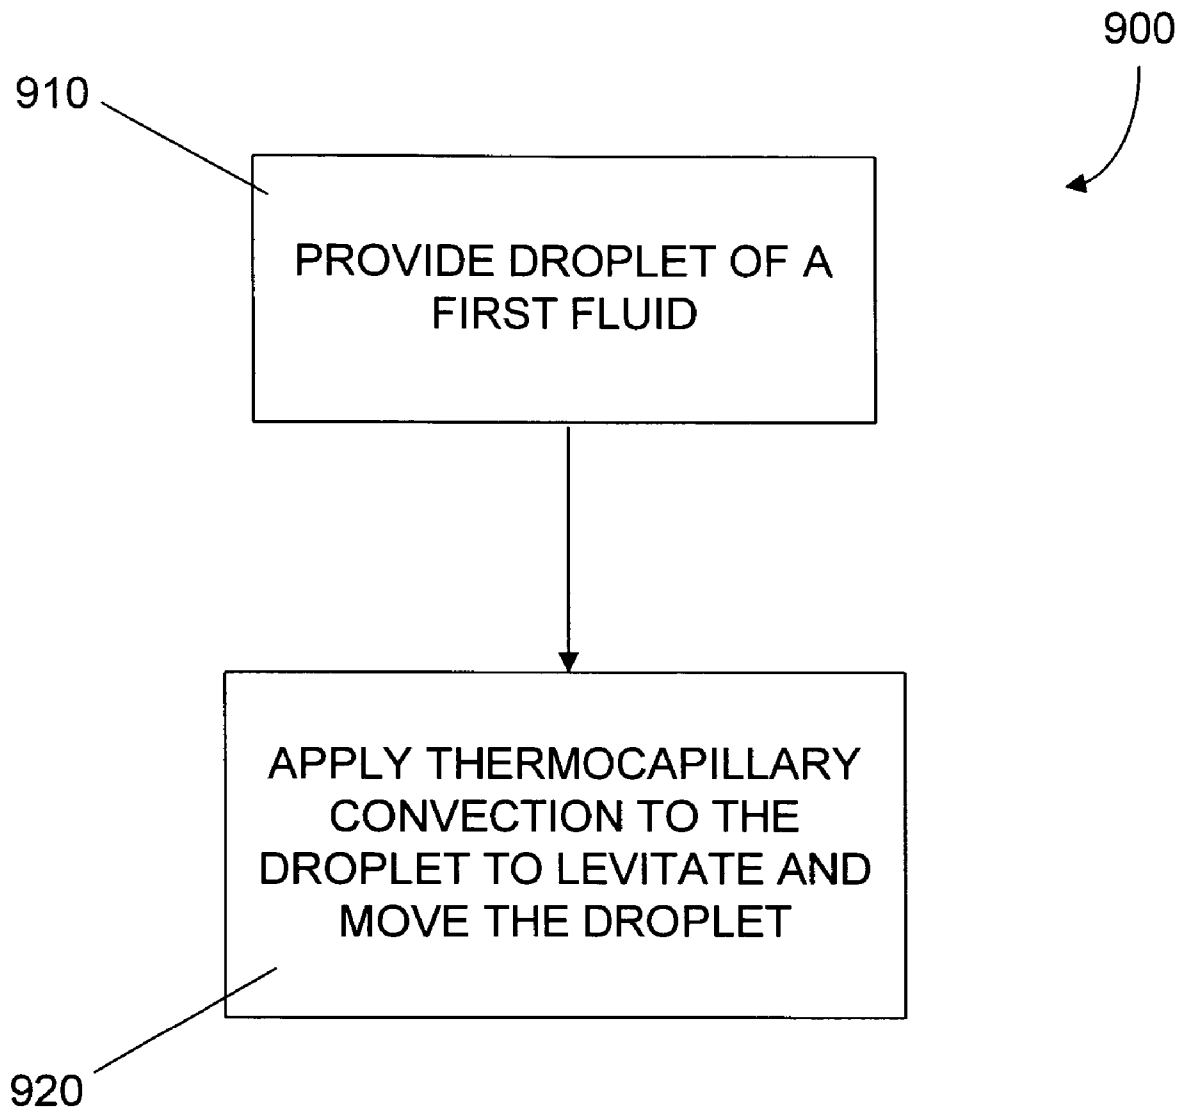 900
910
PROVIDE DROPLET OF A
FIRST FLUID
APPLY THERMOCAPILLARY
CONVECTION TO THE
DROPLET TO LEVITATE AND
MOVE THE DROPLET
920